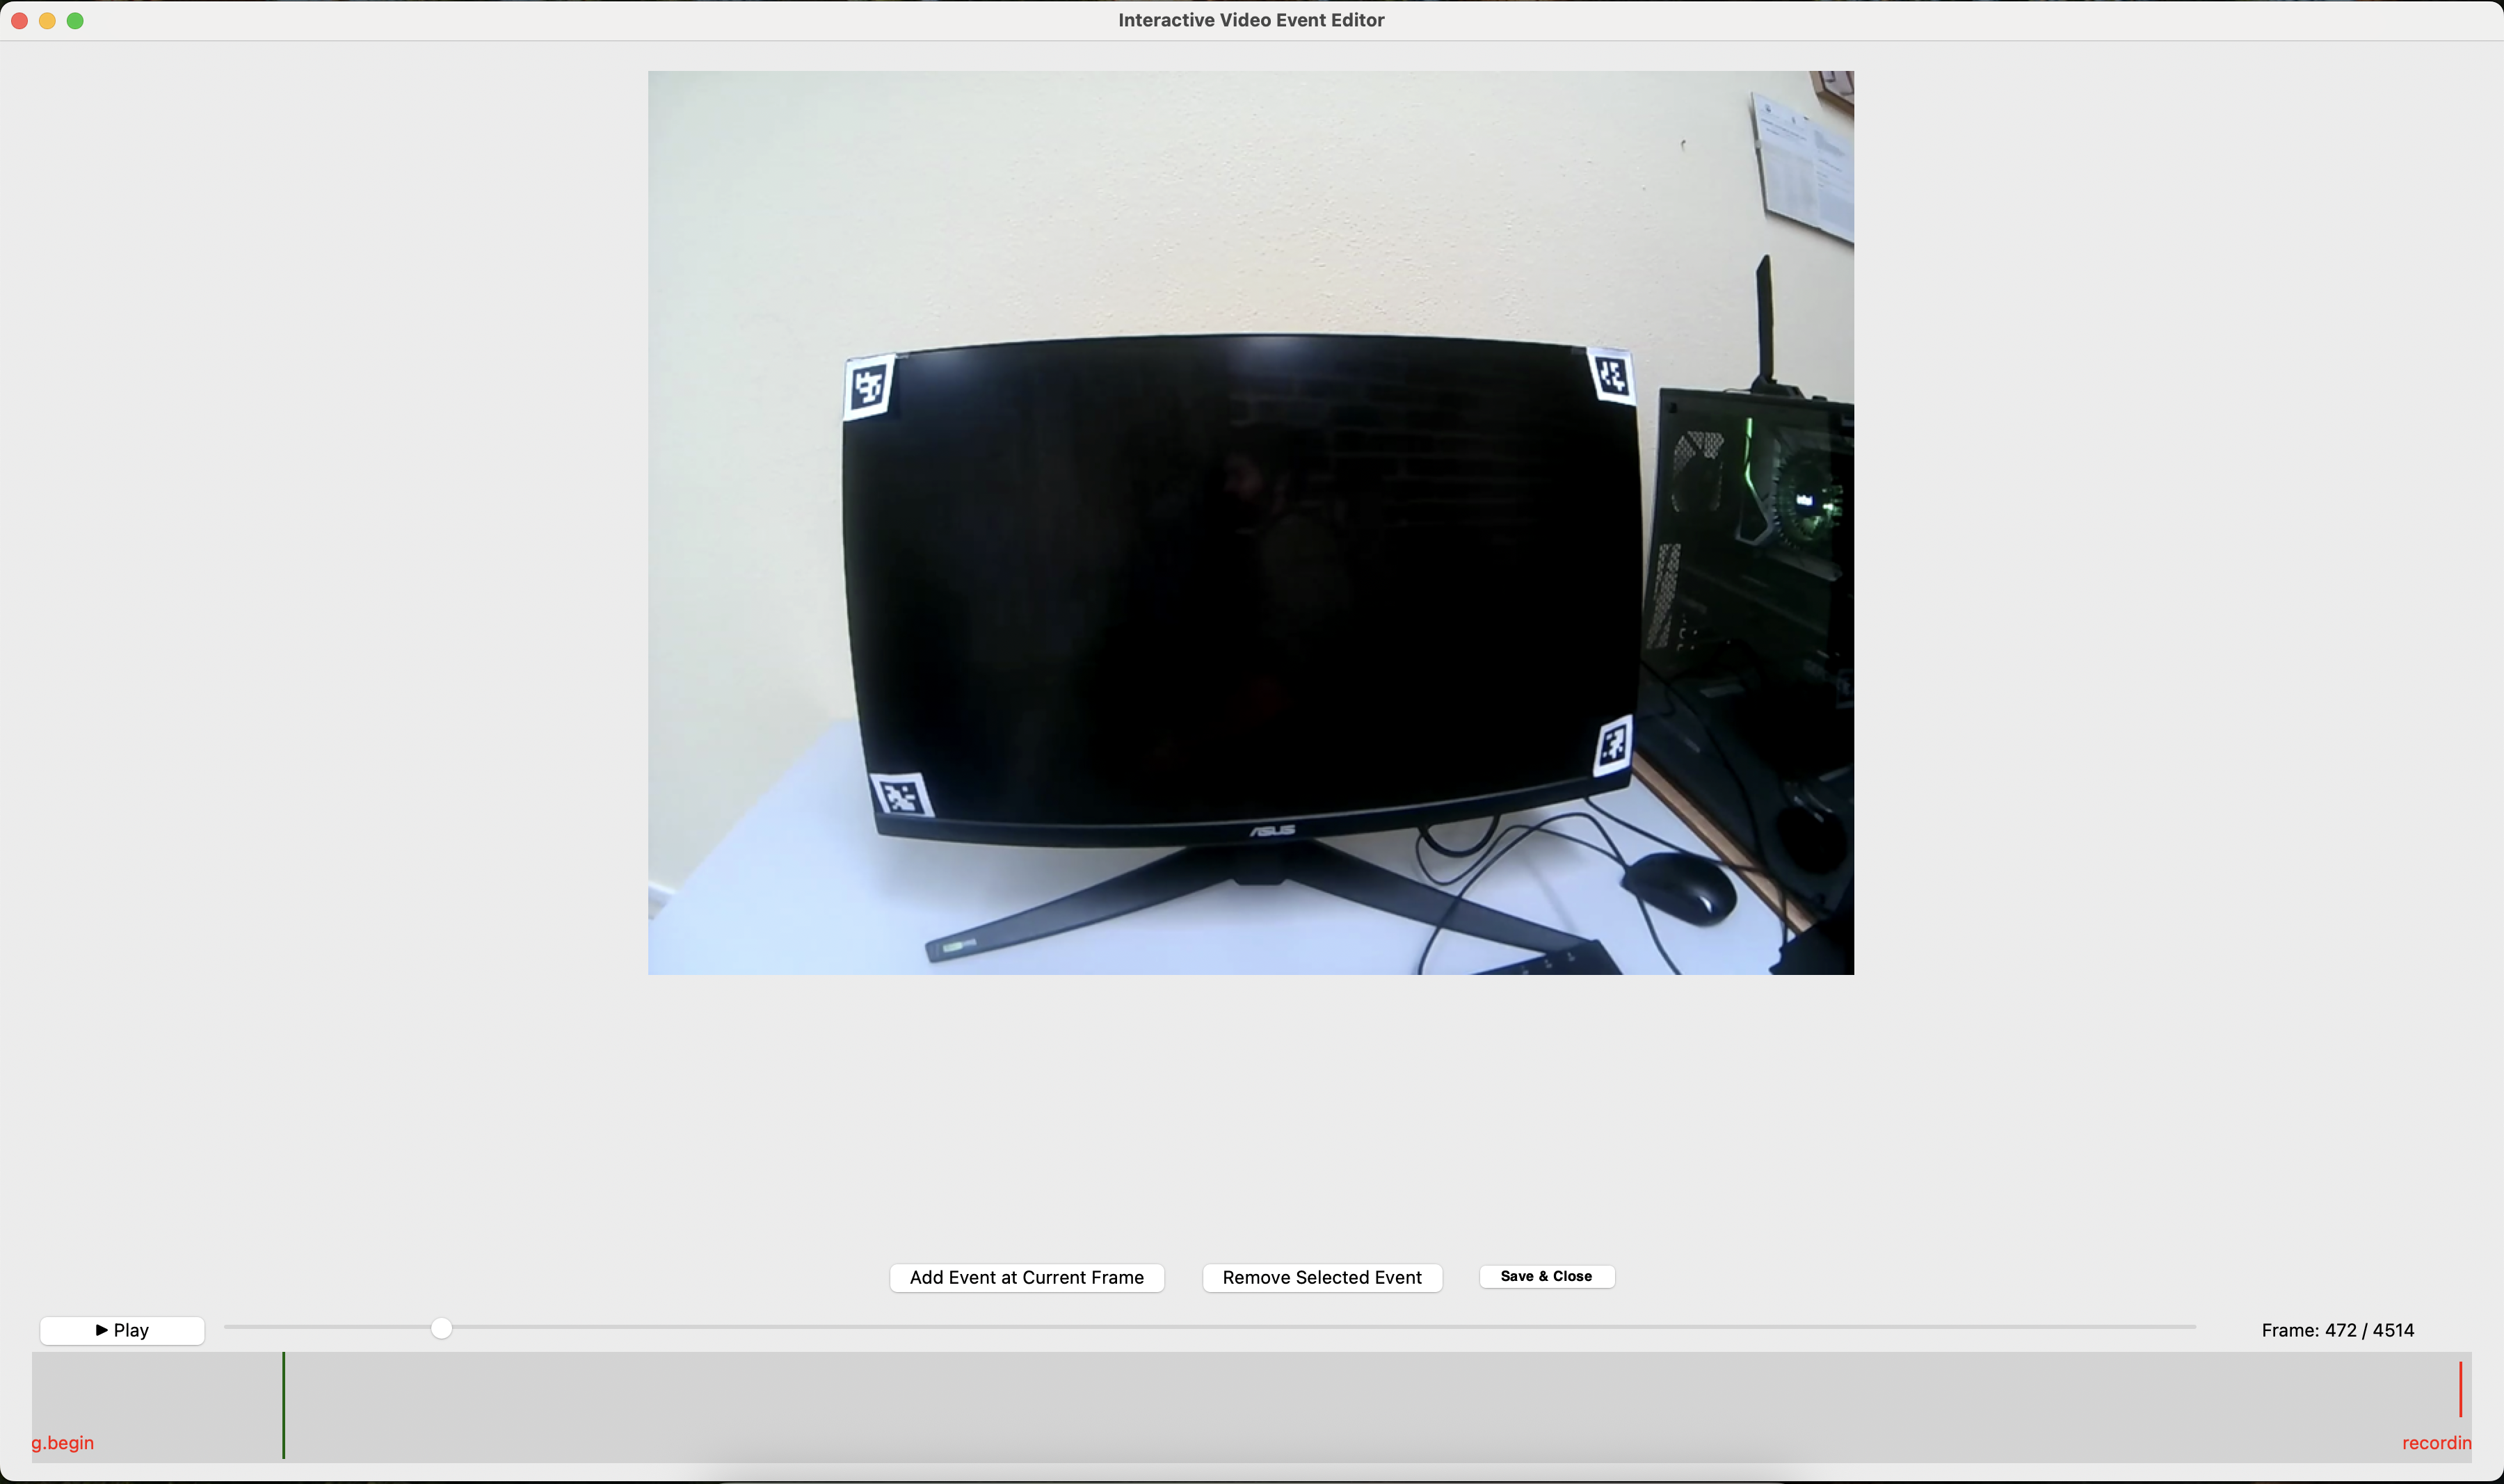 Interactive Video Event Editor
ASUS
Add Event at Current Frame
Remove Selected Event
Save & Close
Play
Frame: 472 / 4514
g.begin
recordin